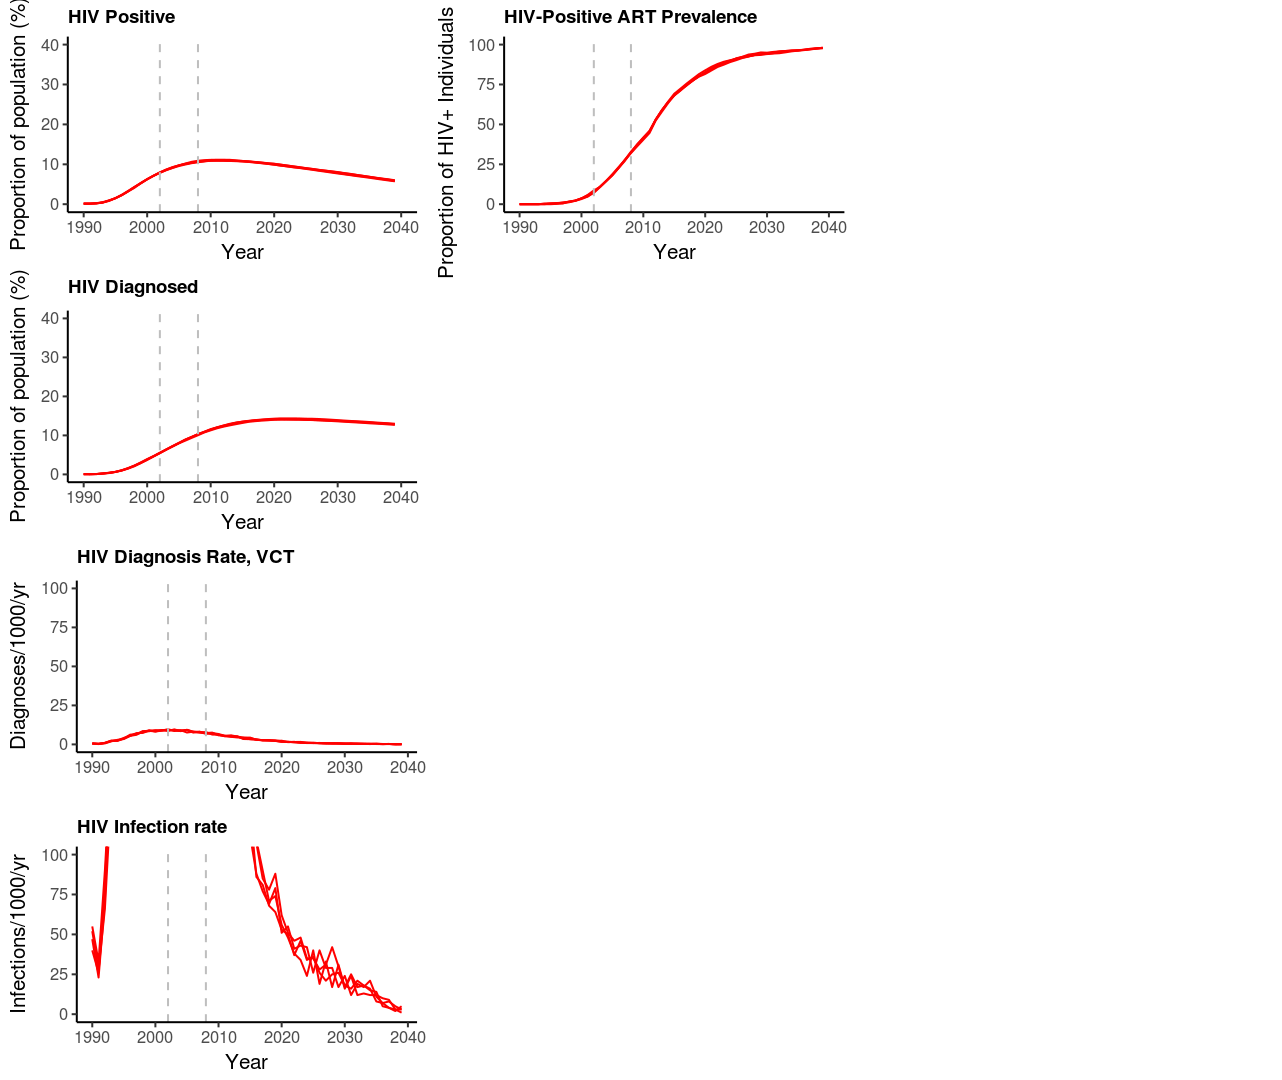 HIV Positive
Proportion of population (%)
40
30
20
10
0
1990 2000 2010 2020 2030 2040
Year
HIV-Positive ART Prevalence
Proportion of HIV+ Individuals
100
75
50
25
0
1990 2000 2010 2020 2030 2040
Year
HIV Diagnosed
Proportion of population (%)
40
30
20
10
0
1990 2000 2010 2020 2030 2040
Year
HIV Diagnosis Rate, VCT
Diagnoses/1000/yr
100
75
50
25
0
1990 2000 2010 2020 2030 2040
Year
HIV Infection rate
Infections/1000/yr
100
75
50
25
0
1990 2000 2010 2020 2030 2040
Year